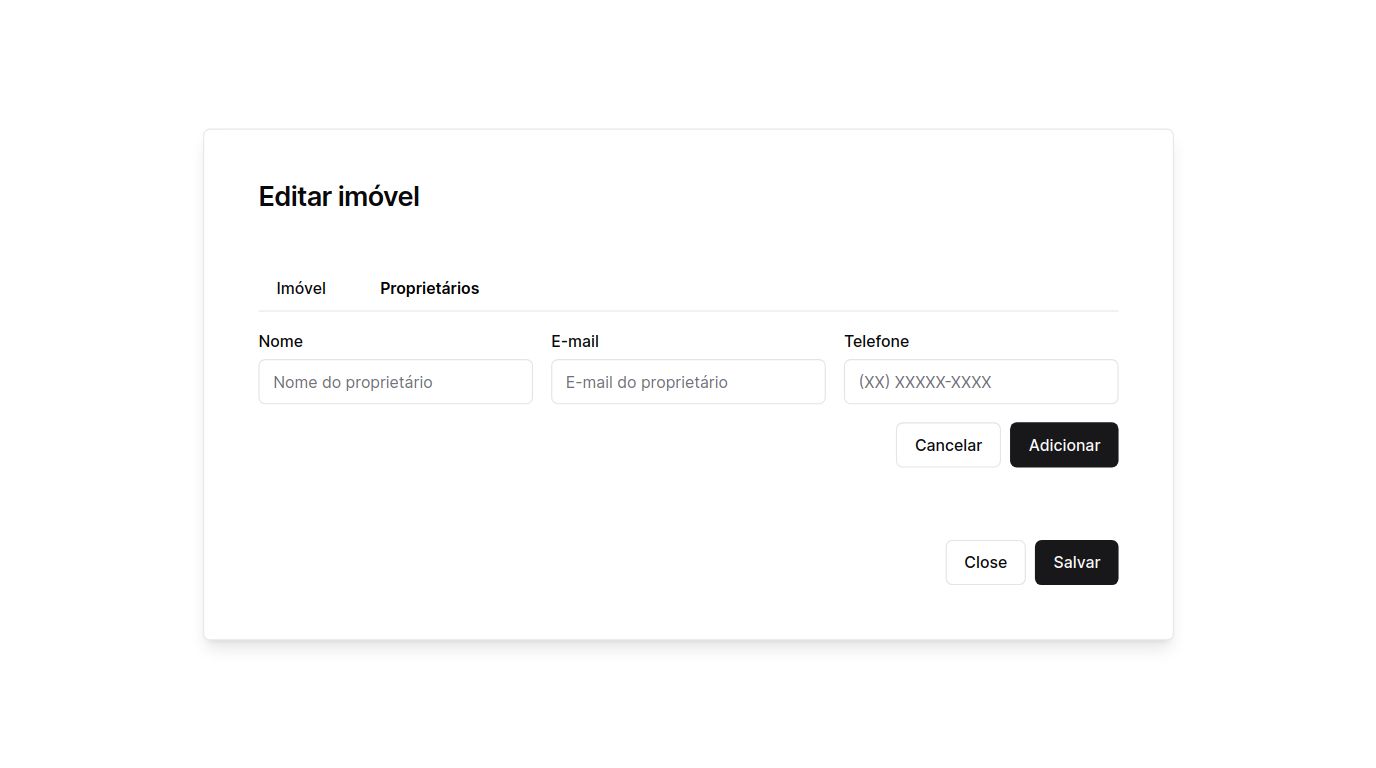 Editar imóvel
Imóvel Proprietários
Nome E-mail Telefone
Nome do proprietário E-mail do proprietário (XX) XXXXX-XXXX
Cancelar Adicionar
Close Salvar